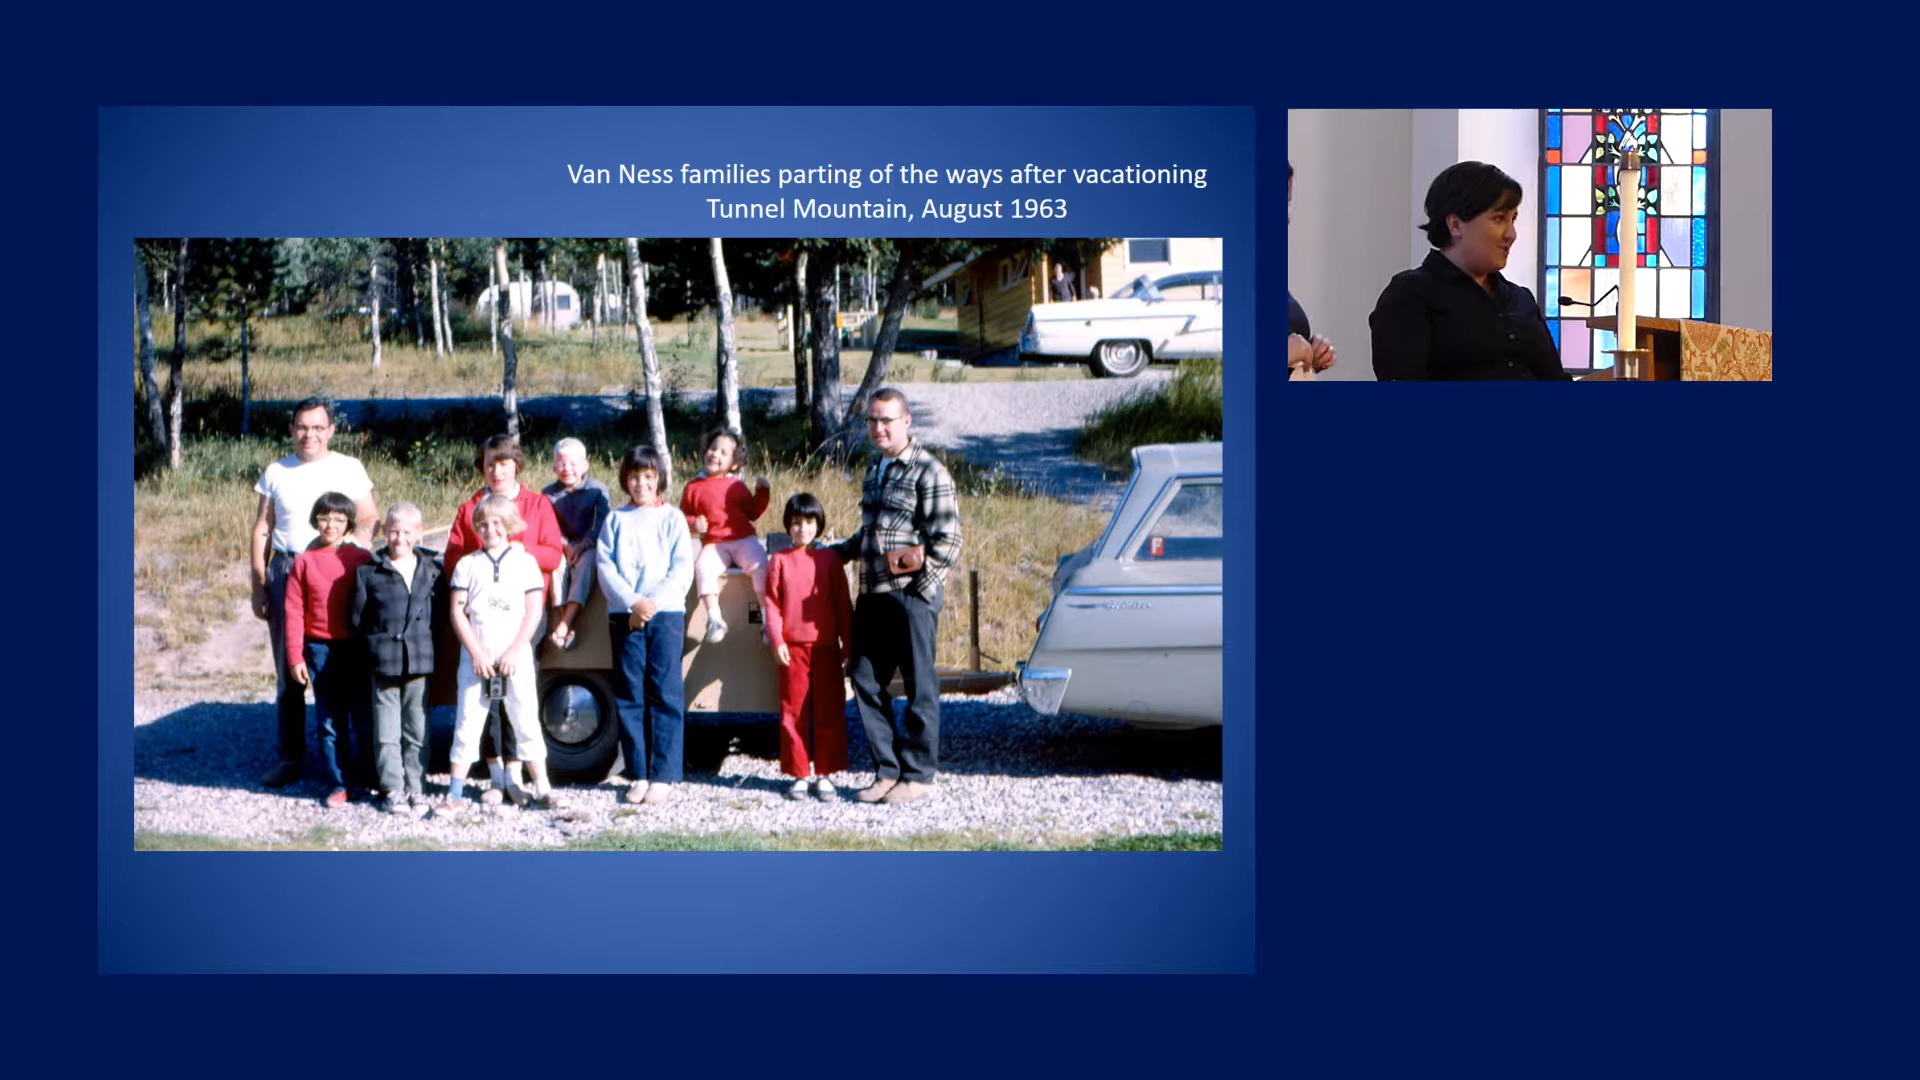 Van Ness families parting of the ways after vacationing
Tunnel Mountain, August 1963
F